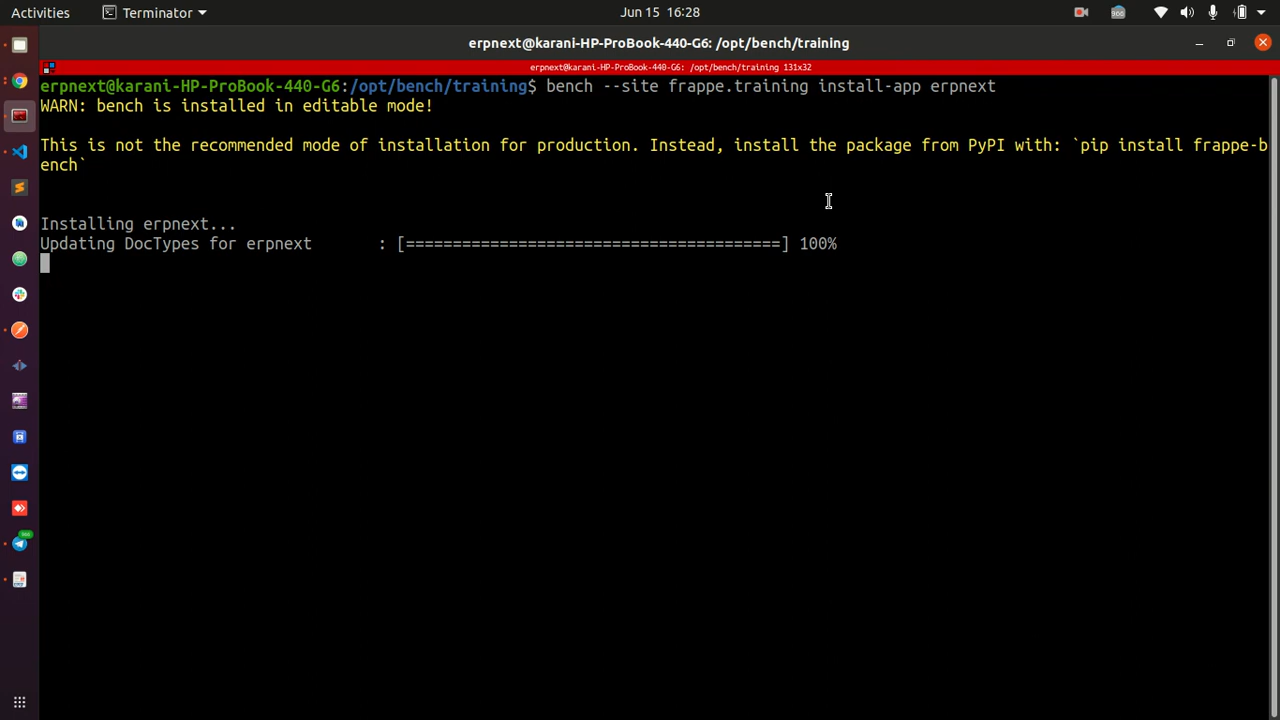 Activities Terminator Jun 15 16:28
erpnext@karani-HP-ProBook-440-G6: /opt/bench/training
erpnext@karani-HP-ProBook-440-G6: /opt/bench/training 131x32
erpnext@karani-HP-ProBook-440-G6:/opt/bench/training$ bench --site frappe.training install-app erpnext
WARN: bench is installed in editable mode!
This is not the recommended mode of installation for production. Instead, install the package from PyPI with: `pip install frappe-b
ench`
Installing erpnext...
Updating DocTypes for erpnext : [========================================] 100%